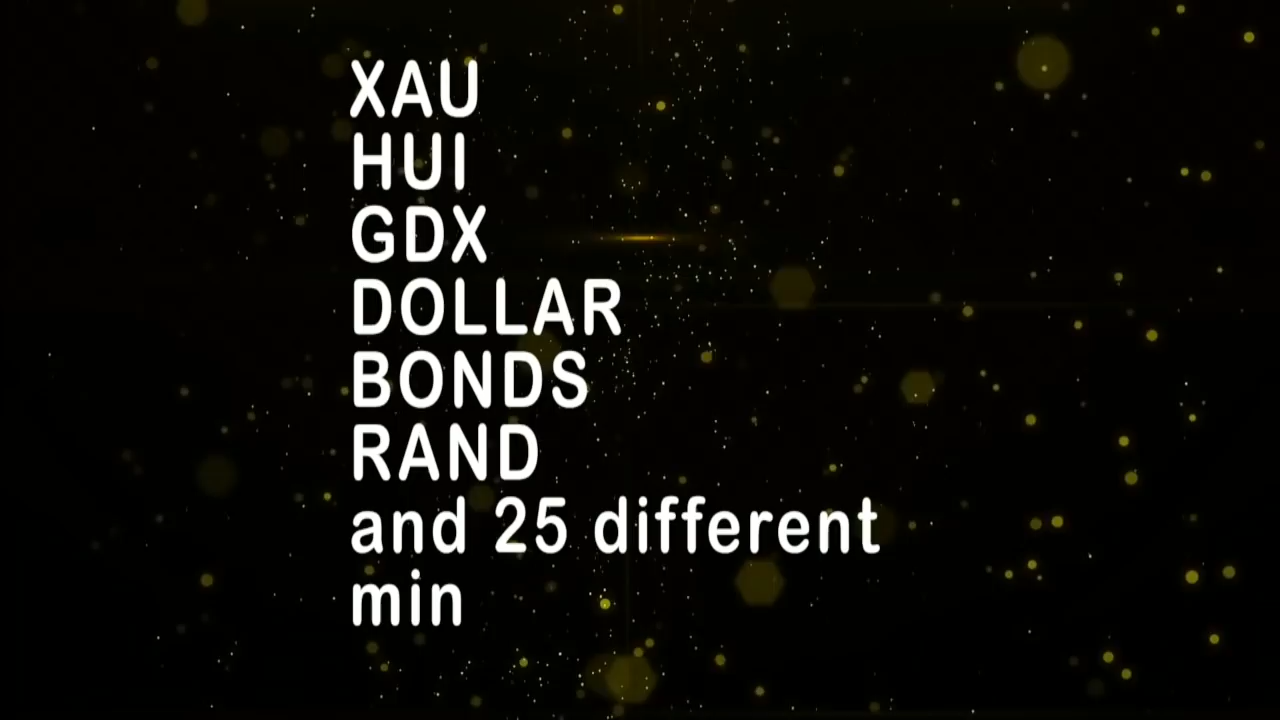 XAU
HUI
GDX
DOLLAR
BONDS
RAND
and 25 different
min